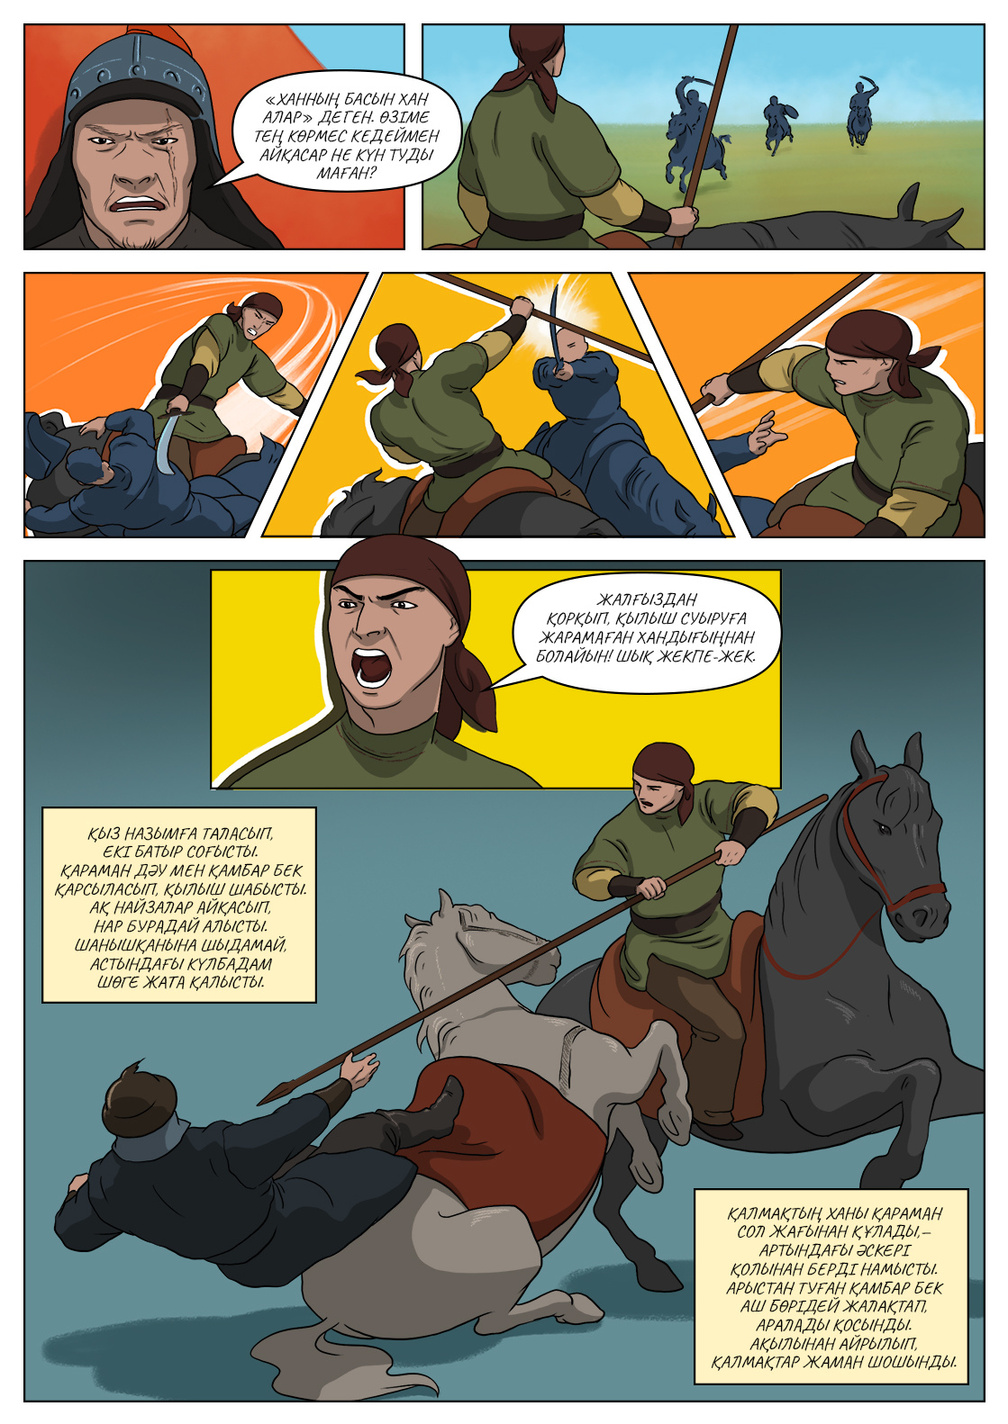 «ХАННЫҢ БАСЫН ХАН
АЛАР» ДЕГЕН. ӨЗІМЕ
ТЕҢ КӨРМЕС КЕДЕЙМЕН
АЙҚАСАР НЕ КҮН ТУДЫ
МАҒАН?
ЖАЛҒЫЗДАН
ҚОРҚЫП, ҚЫЛЫШ СУЫРУҒА
ЖАРАМАҒАН ХАНДЫҒЫҢНАН
БОЛАЙЫН! ШЫҚ ЖЕКПЕ-ЖЕК.
ҚЫЗ НАЗЫМҒА ТАЛАСЫП,
ЕКІ БАТЫР СОҒЫСТЫ.
ҚАРАМАН ДӘУ МЕН ҚАМБАР БЕК
ҚАРСЫЛАСЫП, ҚЫЛЫШ ШАБЫСТЫ.
АҚ НАЙЗАЛАР АЙҚАСЫП,
НАР БУРАДАЙ АЛЫСТЫ.
ШАНЫШҚАНЫНА ШЫДАМАЙ,
АСТЫНДАҒЫ КҮЛБАДАМ
ШӨГЕ ЖАТА ҚАЛЫСТЫ.
ҚАЛМАҚТЫҢ ХАНЫ ҚАРАМАН
СОЛ ЖАҒЫНАН ҚҰЛАДЫ,–
АРТЫНДАҒЫ ӘСКЕРІ
ҚОЛЫНАН БЕРДІ НАМЫСТЫ.
АРЫСТАН ТУҒАН ҚАМБАР БЕК
АШ БӨРІДЕЙ ЖАЛАҚТАП,
АРАЛАДЫ ҚОСЫНДЫ.
АҚЫЛЫНАН АЙРЫЛЫП,
ҚАЛМАҚТАР ЖАМАН ШОШЫНДЫ.